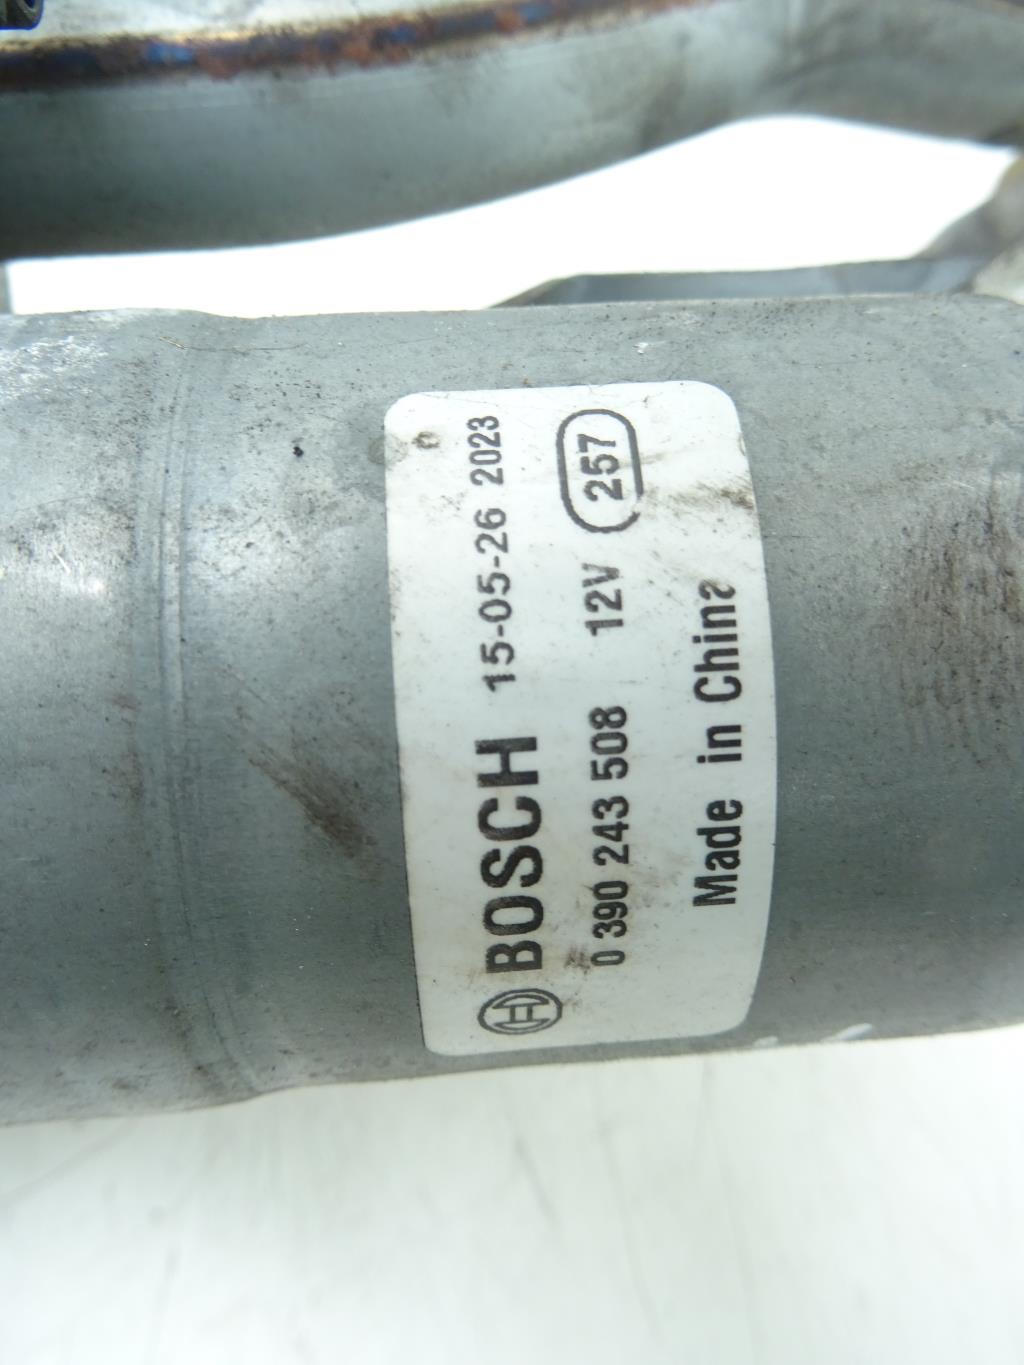 BOSCH 15-05-26 2023
0 390 243 508 12V 257
Made in China